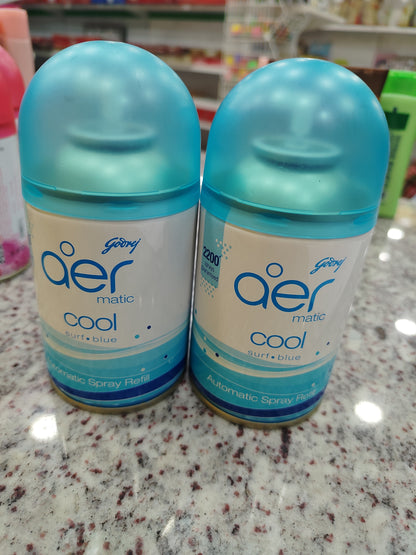 Godrej
aer
matic
cool
surf • blue
Automatic Spray Refill
2200
Godrej
aer
matic
cool
surf • blue
Automatic Spray Refill